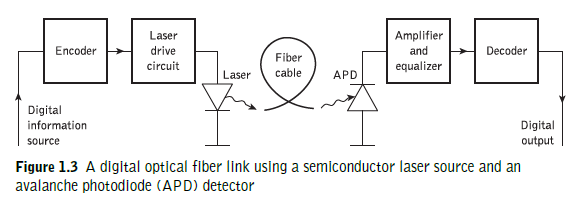 Encoder
Laser
drive
circuit
Laser
Fiber
cable
APD
Amplifier
and
equalizer
Decoder
Digital
information
source
Digital
output
Figure 1.3 A digital optical fiber link using a semiconductor laser source and an
avalanche photodiode (APD) detector